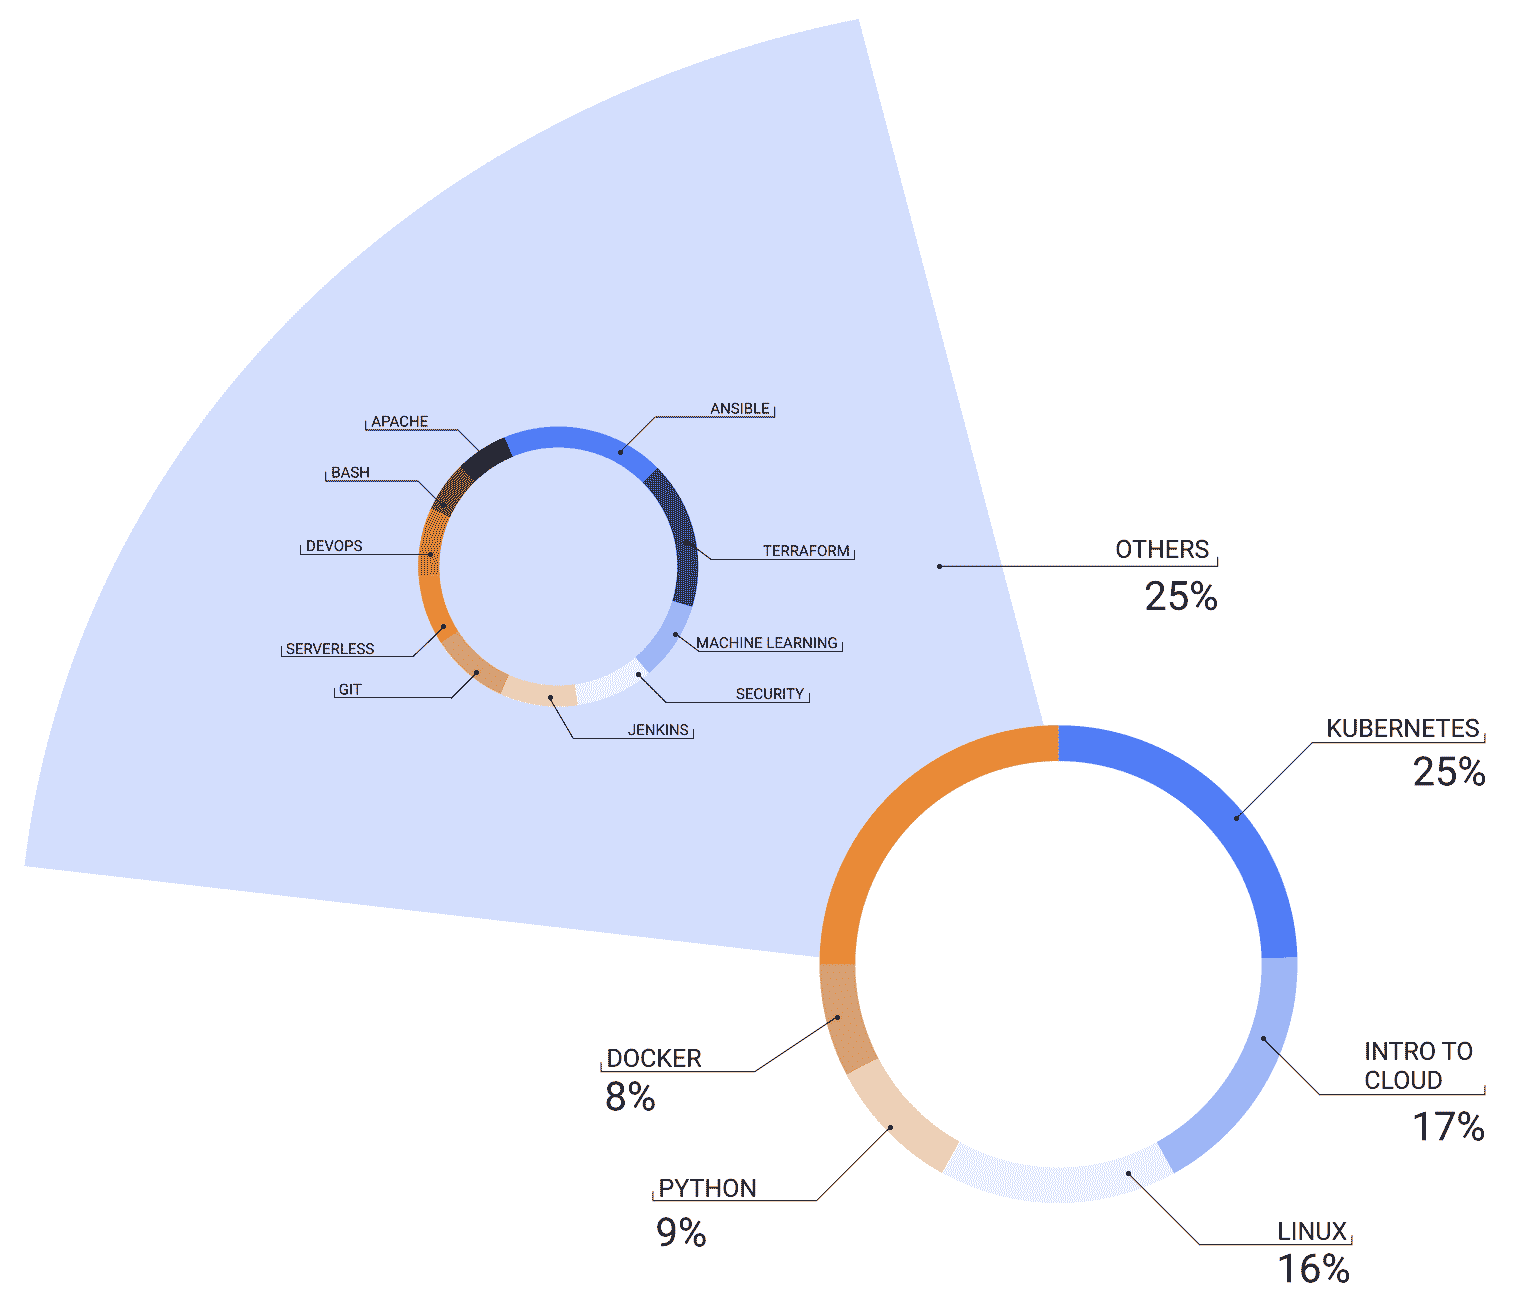 ANSIBLE
APACHE
BASH
DEVOPS
TERRAFORM
OTHERS
25%
MACHINE LEARNING
SERVERLESS
GIT
SECURITY
JENKINS
KUBERNETES
25%
INTRO TO
CLOUD
17%
DOCKER
8%
PYTHON
9%
LINUX
16%